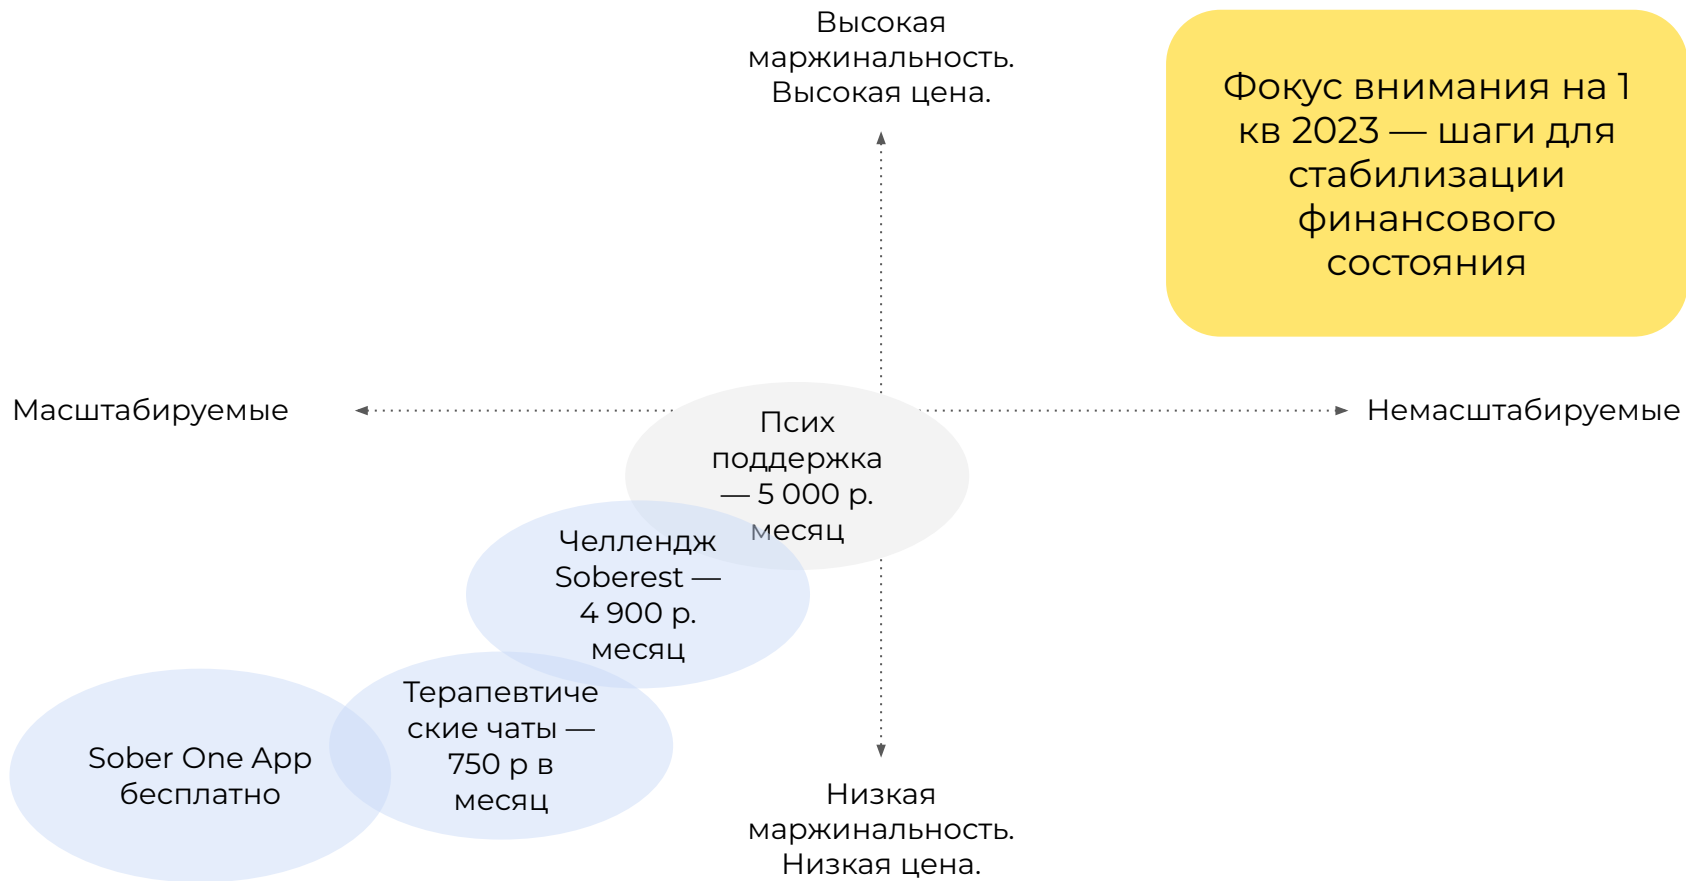 Высокая
маржинальность.
Высокая цена.
Фокус внимания на 1
кв 2023 — шаги для
стабилизации
финансового
состояния
Масштабируемые
Немасштабируемые
Псих
поддержка
— 5 000 р.
месяц
Челлендж
Soberest —
4 900 р.
месяц
Терапевтиче
ские чаты —
750 р в
месяц
Sober One App
бесплатно
Низкая
маржинальность.
Низкая цена.